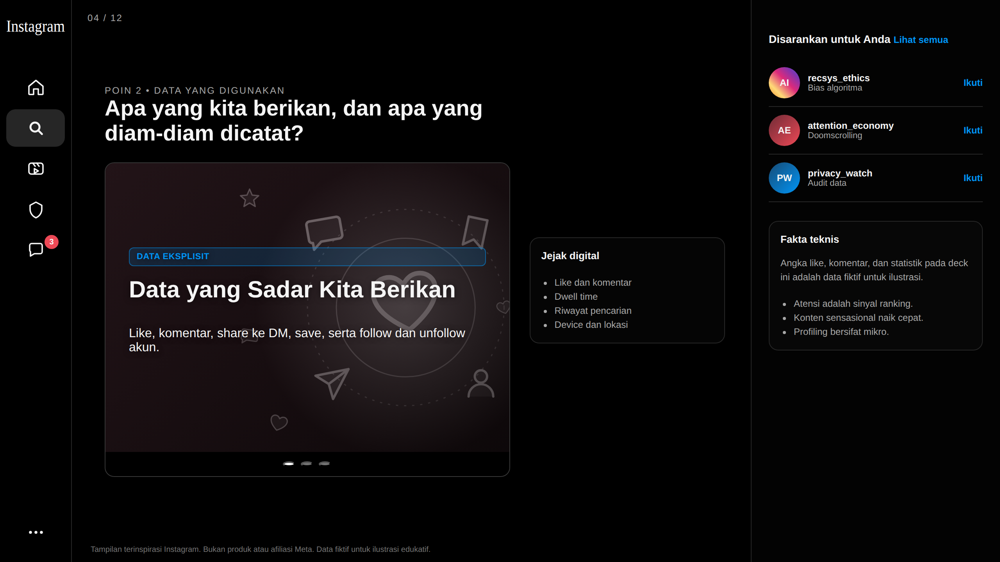 Instagram
3
04 / 12
POIN 2 • DATA YANG DIGUNAKAN
Apa yang kita berikan, dan apa yang
diam-diam dicatat?
DATA EKSPLISIT
Data yang Sadar Kita Berikan
Like, komentar, share ke DM, save, serta follow dan unfollow
akun.
Jejak digital
Like dan komentar
Dwell time
Riwayat pencarian
Device dan lokasi
Tampilan terinspirasi Instagram. Bukan produk atau afiliasi Meta. Data fiktif untuk ilustrasi edukatif.
Disarankan untuk Anda Lihat semua
AI
recsys_ethics
Bias algoritma
Ikuti
AE
attention_economy
Doomscrolling
Ikuti
PW
privacy_watch
Audit data
Ikuti
Fakta teknis
Angka like, komentar, dan statistik pada deck
ini adalah data fiktif untuk ilustrasi.
Atensi adalah sinyal ranking.
Konten sensasional naik cepat.
Profiling bersifat mikro.